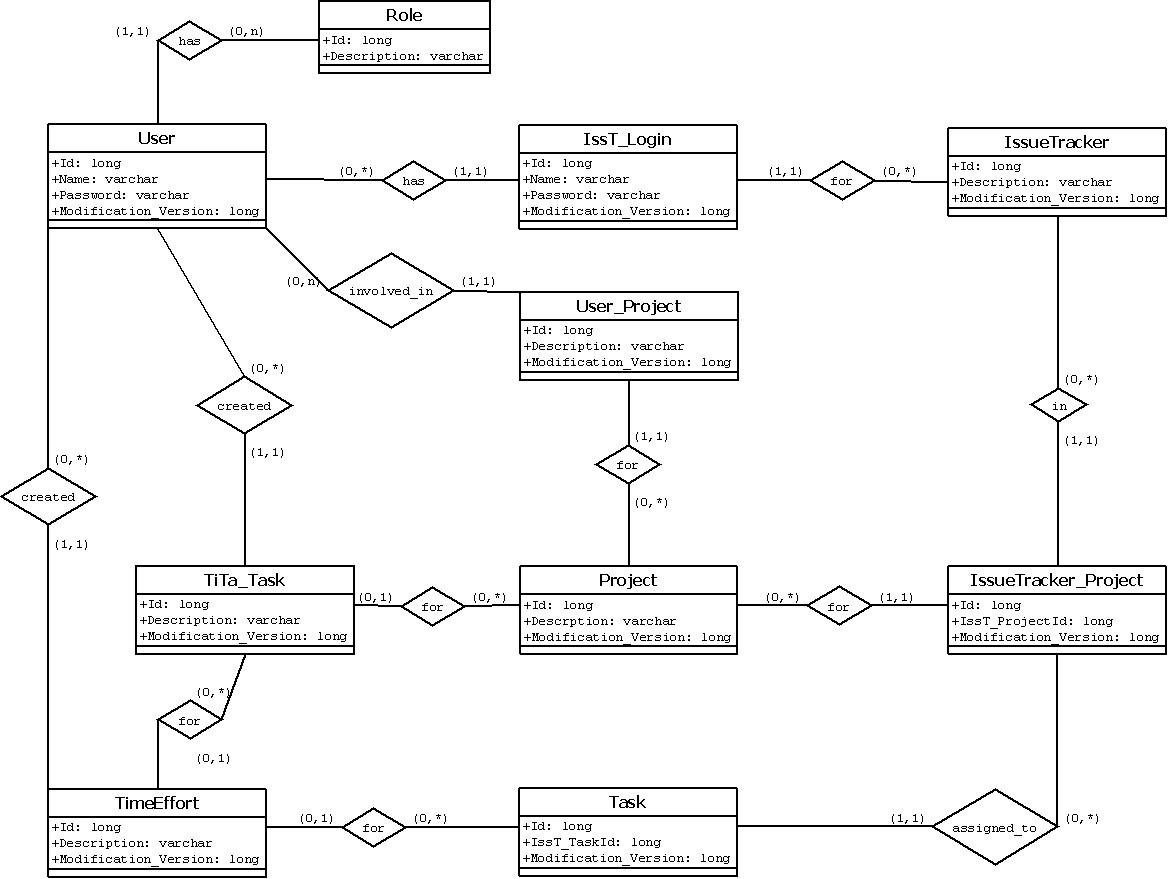 Role
+Id: long
+Description: varchar
(1,1)
has
(0,n)
User
+Id: long
+Name: varchar
+Password: varchar
+Modification_Version: long
(0,*)
has
(1,1)
IssT_Login
+Id: long
+Name: varchar
+Password: varchar
+Modification_Version: long
(1,1)
for
(0,*)
IssueTracker
+Id: long
+Description: varchar
+Modification_Version: long
(0,n)
involved_in
(1,1)
User_Project
+Id: long
+Description: varchar
+Modification_Version: long
(0,*)
created
(1,1)
(0,*)
in
(1,1)
(1,1)
for
(0,*)
(0,*)
created
(1,1)
TiTa_Task
+Id: long
+Description: varchar
+Modification_Version: long
(0,1)
for
(0,*)
Project
+Id: long
+Descrption: varchar
+Modification_Version: long
(0,*)
for
(1,1)
IssueTracker_Project
+Id: long
+IssT_ProjectId: long
+Modification_Version: long
(0,*)
for
(0,1)
TimeEffort
+Id: long
+Description: varchar
+Modification_Version: long
(0,1)
for
(0,*)
Task
+Id: long
+IssT_TaskId: long
+Modification_Version: long
(1,1)
assigned_to
(0,*)